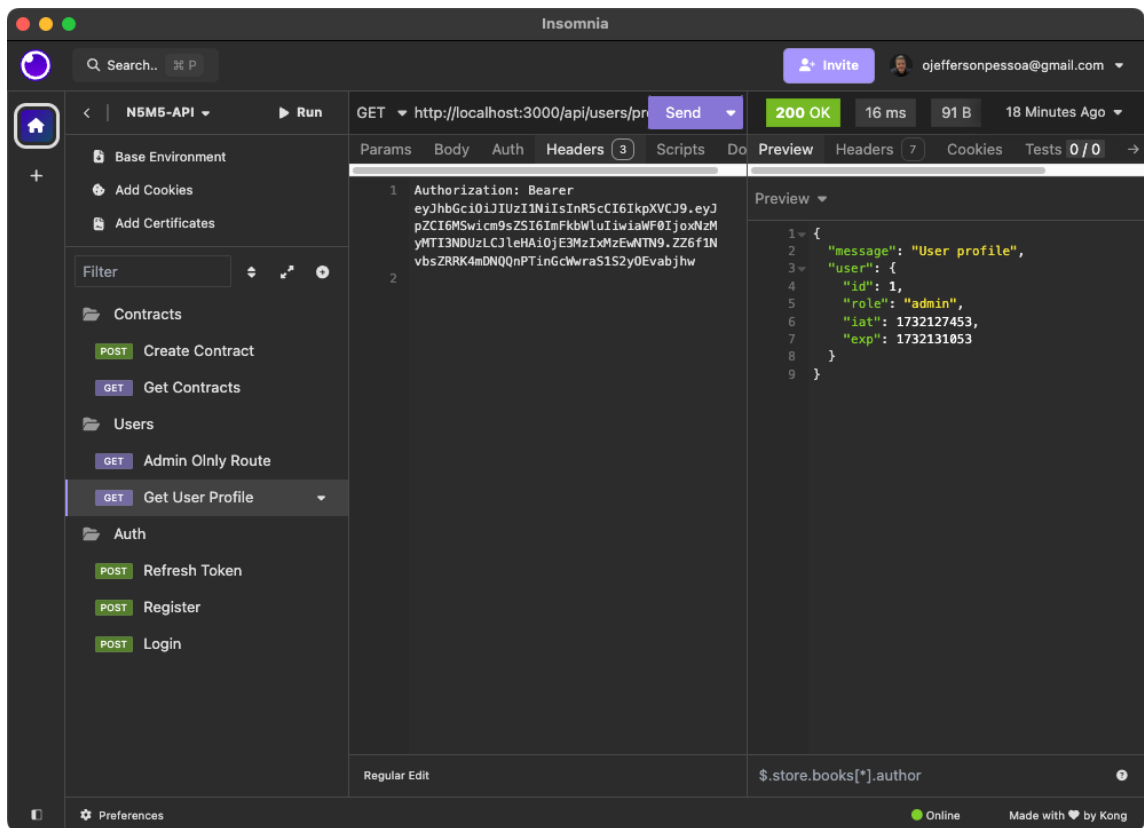 Insomnia
Search.. ⌘ P
Invite
ojeffersonpessoa@gmail.com
N5M5-API
Run
GET http://localhost:3000/api/users/pr
Send
200 OK
16 ms
91 B
18 Minutes Ago
Base Environment
Add Cookies
Add Certificates
Params Body Auth Headers 3 Scripts Do
Preview Headers 7 Cookies Tests 0 / 0
1 Authorization: Bearer
eyJhbGciOiJIUzI1NiIsInR5cCI6IkpXVCJ9.eyJ
pZCI6MSwicm9sZSI6ImFkbWluIiwiaWF0IjoxNzM
yMTI3NDUzLCJleHAiOjE3MzIxMzEwNTN9.ZZ6f1N
vbsZRRK4mDNQQnPTinGcWwraS1S2yOEvabjhw
2
Preview
1 {
2 "message": "User profile",
3 "user": {
4 "id": 1,
5 "role": "admin",
6 "iat": 1732127453,
7 "exp": 1732131053
8 }
9 }
Filter
Contracts
POST Create Contract
GET Get Contracts
Users
GET Admin Olnly Route
GET Get User Profile
Auth
POST Refresh Token
POST Register
POST Login
Regular Edit
$.store.books[*].author
Preferences
Online
Made with ♥ by Kong